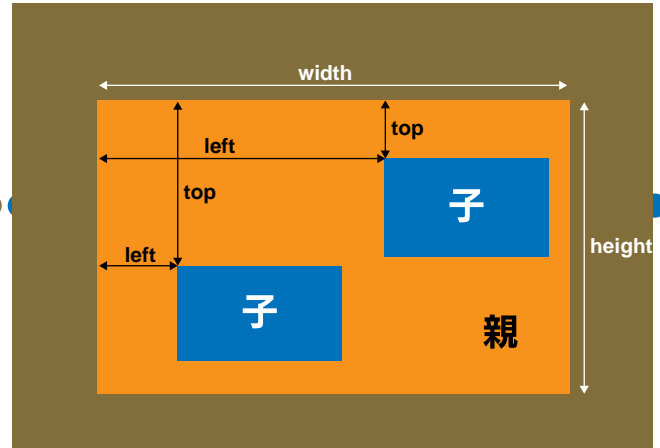 width
top
left
top
子
height
left
子
親